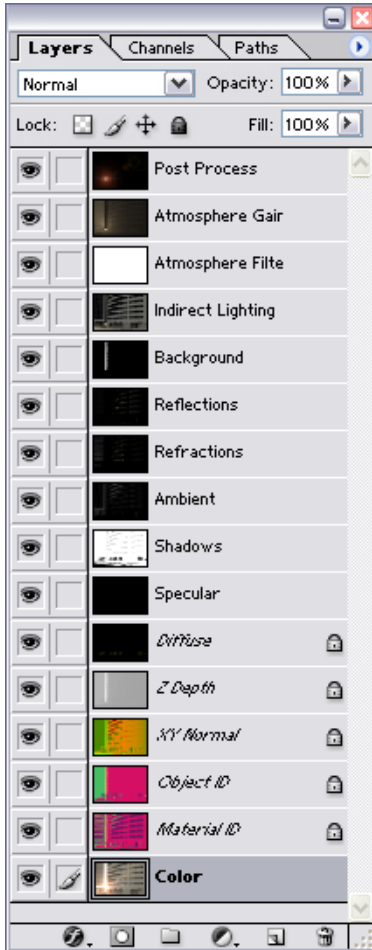 Layers Channels Paths
Normal Opacity: 100%
Lock: Fill: 100%
Post Process
Atmosphere Gair
Atmosphere Filte
Indirect Lighting
Background
Reflections
Refractions
Ambient
Shadows
Specular
Diffuse
Z Depth
XY Normal
Object ID
Material ID
Color